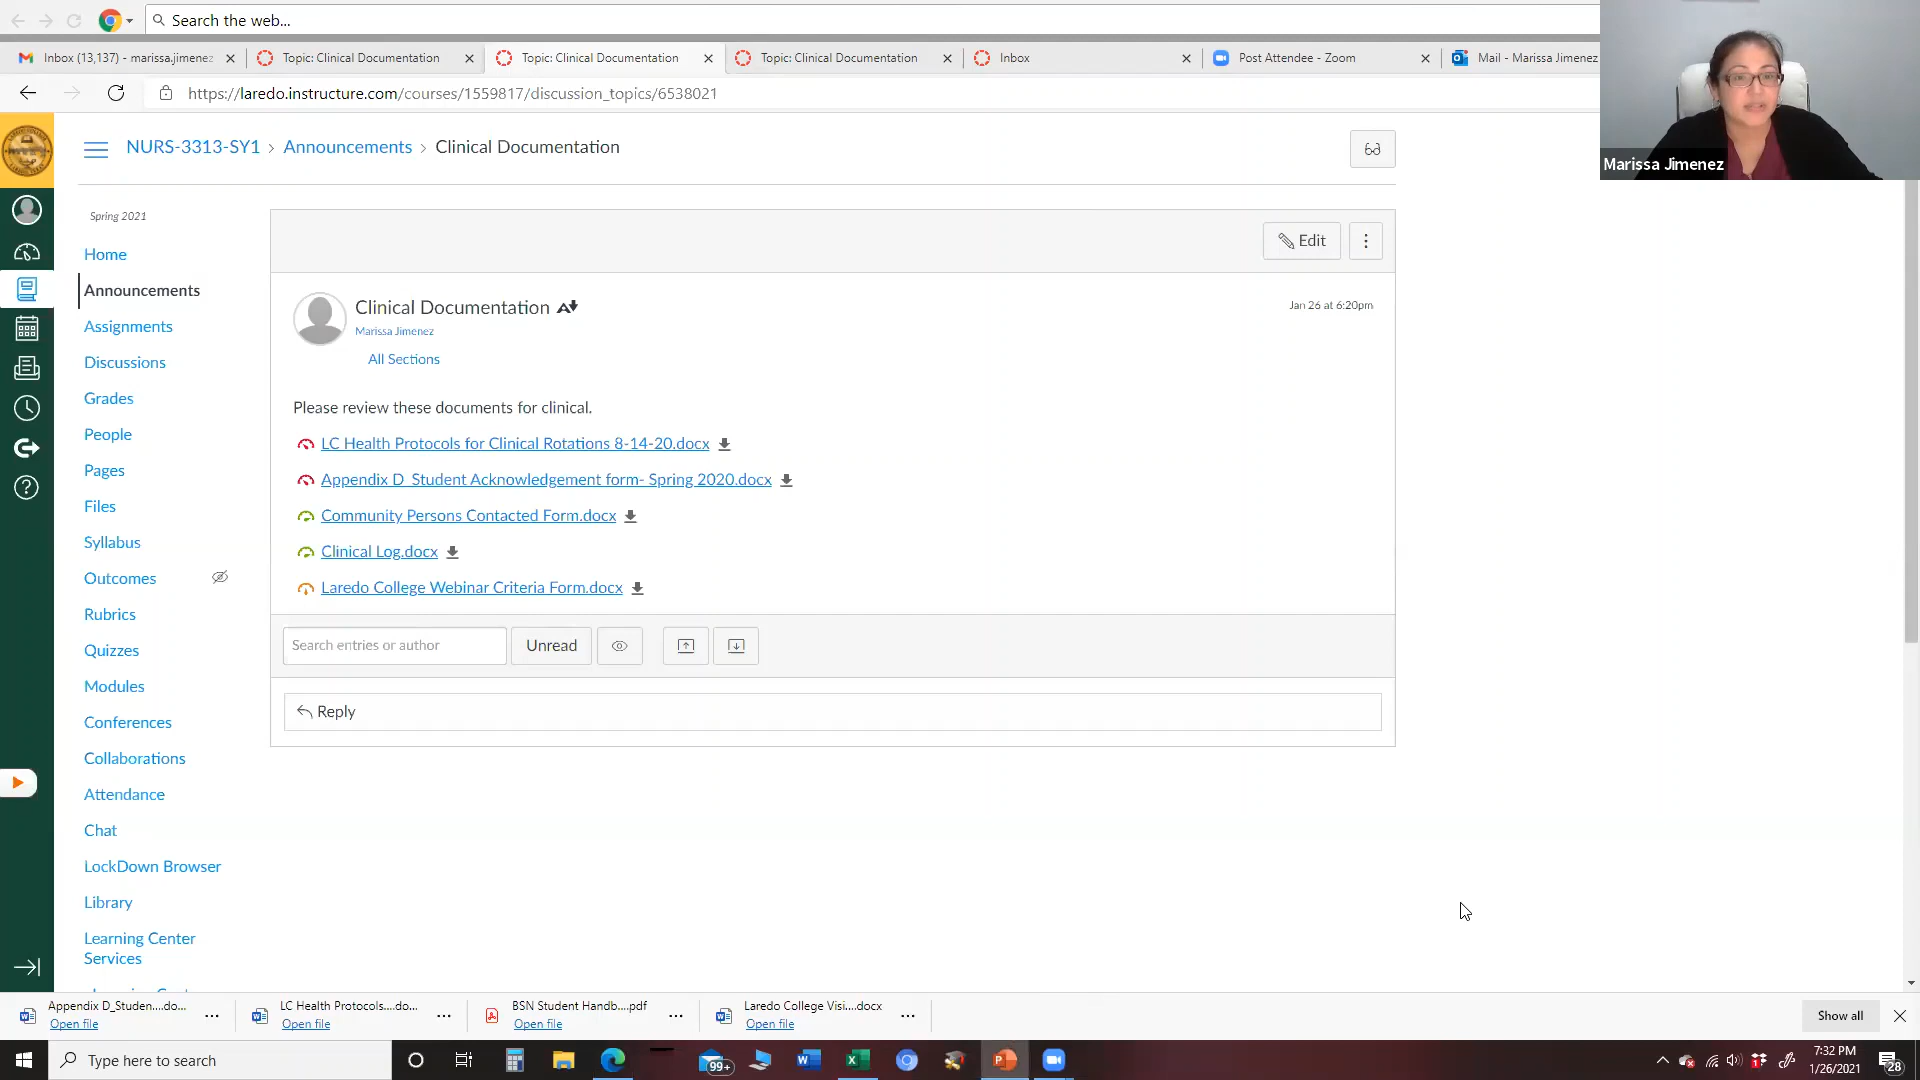 Search the web...
Inbox (13,137) - marissa.jimenez
Topic: Clinical Documentation
Topic: Clinical Documentation
Topic: Clinical Documentation
Inbox
Post Attendee - Zoom
Mail - Marissa Jimenez
https://laredo.instructure.com/courses/1559817/discussion_topics/6538021
Marissa Jimenez
NURS-3313-SY1 > Announcements > Clinical Documentation
Spring 2021
Home
Announcements
Assignments
Discussions
Grades
People
Pages
Files
Syllabus
Outcomes
Rubrics
Quizzes
Modules
Conferences
Collaborations
Attendance
Chat
LockDown Browser
Library
Learning Center
Services
Edit
Clinical Documentation
Jan 26 at 6:20pm
Marissa Jimenez
All Sections
Please review these documents for clinical.
LC Health Protocols for Clinical Rotations 8-14-20.docx
Appendix D_Student Acknowledgement form- Spring 2020.docx
Community Persons Contacted Form.docx
Clinical Log.docx
Laredo College Webinar Criteria Form.docx
Search entries or author
Unread
Reply
Appendix D_Studen....do...
Open file
LC Health Protocols....do...
Open file
BSN Student Handb....pdf
Open file
Laredo College Visi....docx
Open file
Show all
Type here to search
99+
7:32 PM
1/26/2021
28